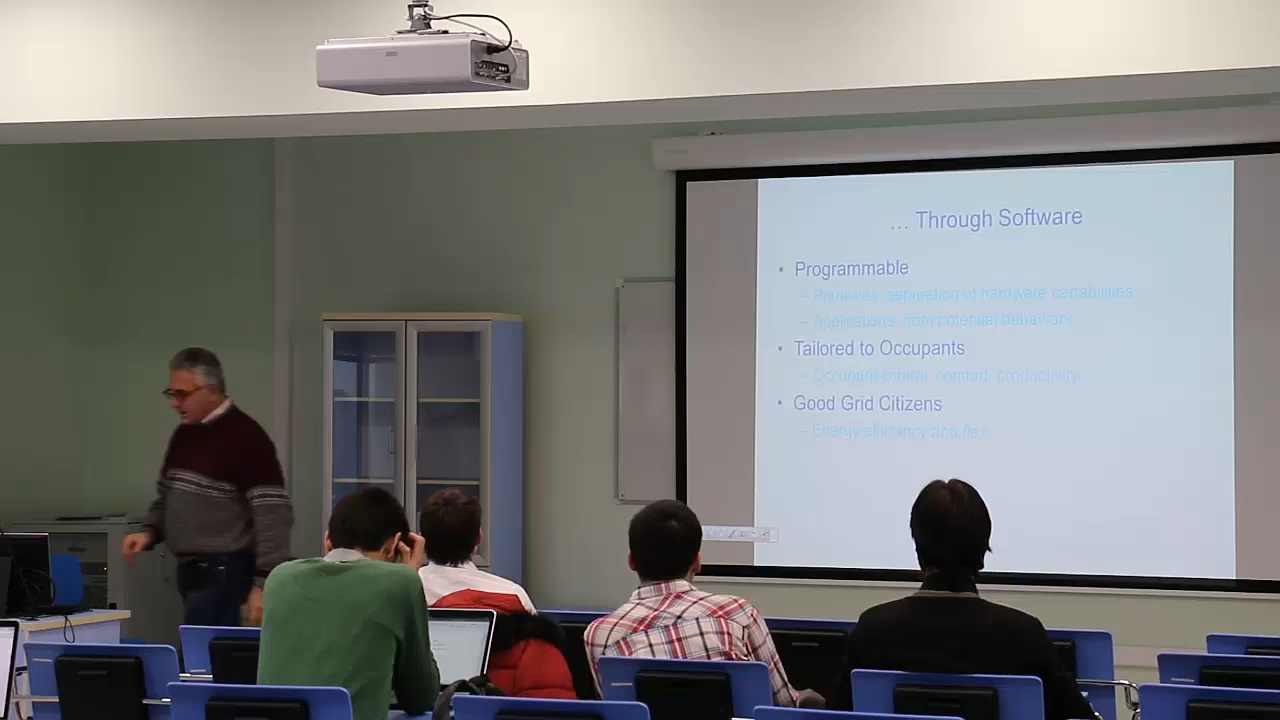 ... Through Software
• Programmable
– Primitives: separation of hardware capabilities
– Applications: from potential behaviors
• Tailored to Occupants
– Occupant control, comfort, productivity
• Good Grid Citizens
– Energy efficiency and flex